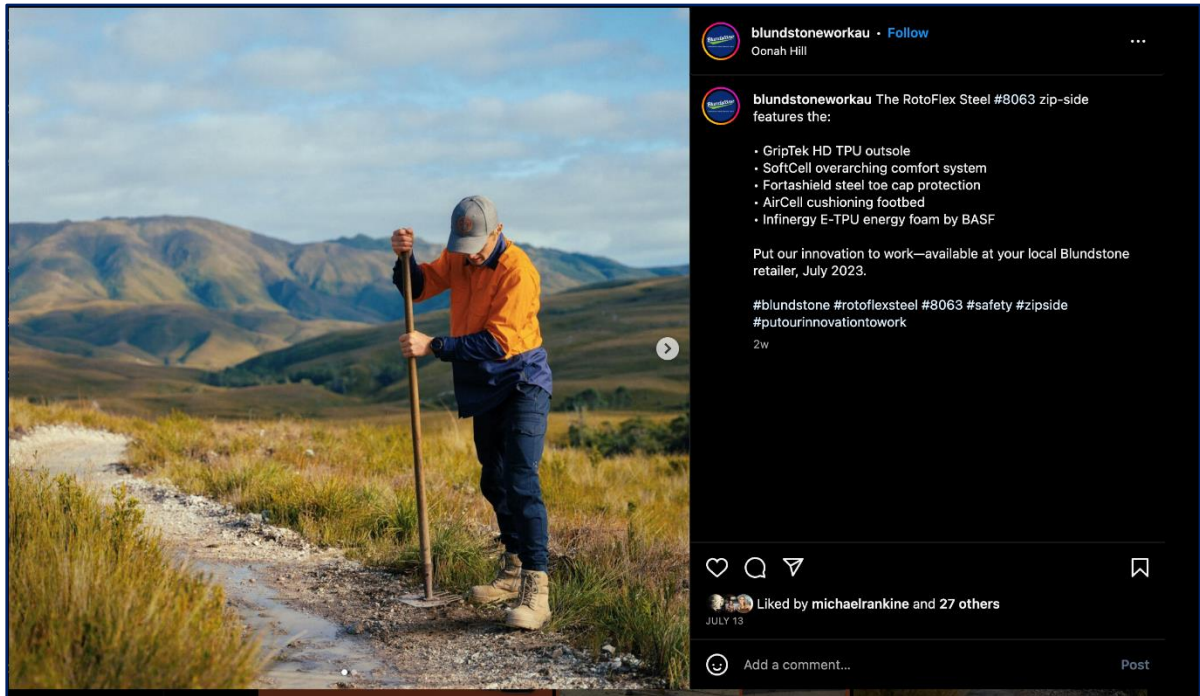 blundstoneworkau • Follow
Oonah Hill
blundstoneworkau The RotoFlex Steel #8063 zip-side
features the:
• GripTek HD TPU outsole
• SoftCell overarching comfort system
• Fortashield steel toe cap protection
• AirCell cushioning footbed
• Infinergy E-TPU energy foam by BASF
Put our innovation to work—available at your local Blundstone
retailer, July 2023.
#blundstone #rotoflexsteel #8063 #safety #zipside
#putourinnovationtowork
2w
Liked by michaelrankine and 27 others
JULY 13
Add a comment...
Post